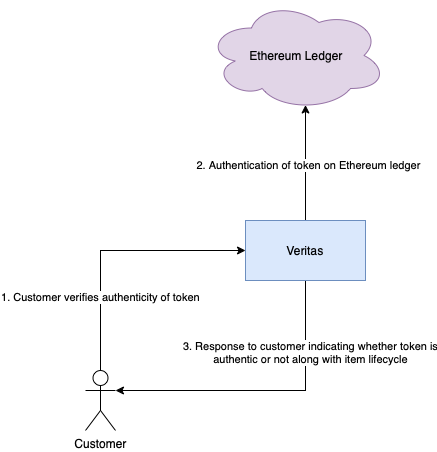 Ethereum Ledger
2. Authentication of token on Ethereum ledger
Veritas
1. Customer verifies authenticity of token
3. Response to customer indicating whether token is
authentic or not along with item lifecycle
Customer